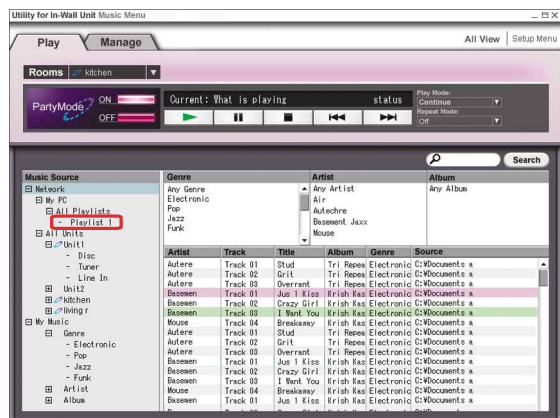 Utility for In-Wall Unit Music Menu
Play Manage All View Setup Menu
Rooms kitchen
PartyMode ON OFF
Current: What is playing status
Play Mode:
Continue
Repeat Mode:
Off
Search
Music Source
Network
My PC
All Playlists
- Playlist 1
All Units
Unit1
- Disc
- Tuner
- Line In
Unit2
kitchen
living r
My Music
Genre
- Electronic
- Pop
- Jazz
- Funk
Artist
Album
Genre Artist Album
Any Genre Any Artist Any Album
Electronic Air
Pop Autechre
Jazz Basement Jaxx
Funk Mouse
Artist Track Title Album Genre Source
Autere Track 01 Stud Tri Repea Electronic C:¥Documents a
Autere Track 02 Grit Tri Repea Electronic C:¥Documents a
Autere Track 03 Overrant Tri Repea Electronic C:¥Documents a
Basemen Track 01 Jus 1 Kiss Krish Kas Electronic C:¥Documents a
Basemen Track 02 Crazy Girl Krish Kas Electronic C:¥Documents a
Basemen Track 03 I Want You Krish Kas Electronic C:¥Documents a
Mouse Track 04 Breakaway Krish Kas Electronic C:¥Documents a
Autere Track 01 Stud Tri Repea Electronic C:¥Documents a
Autere Track 02 Grit Tri Repea Electronic C:¥Documents a
Autere Track 03 Overrant Tri Repea Electronic C:¥Documents a
Basemen Track 01 Jus 1 Kiss Krish Kas Electronic C:¥Documents a
Basemen Track 02 Crazy Girl Krish Kas Electronic C:¥Documents a
Basemen Track 03 I Want You Krish Kas Electronic C:¥Documents a
Mouse Track 04 Breakaway Krish Kas Electronic C:¥Documents a
Basemen Track 01 Jus 1 Kiss Krish Kas Electronic C:¥Documents a